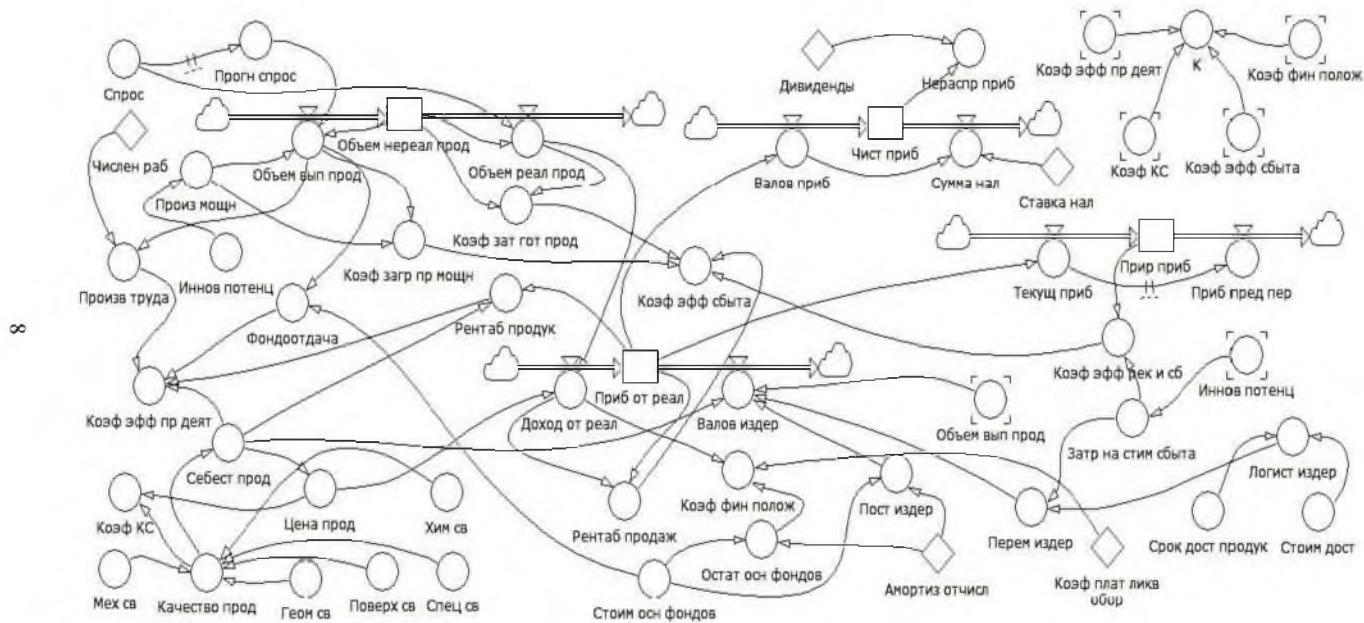 Спрос
Прогн спрос
Числен раб
Объем вып прод
Объем нереал прод
Объем реал прод
Произ мощн
Коэф зат гот прод
Произв труда
Иннов потенц
Коэф загр пр мощн
Коэф эфф сбыта
Дивиденды
Нераспр приб
Валов приб
Чист приб
Сумма нал
Ставка нал
Коэф эфф пр деят
К
Коэф фин полож
Коэф КС
Коэф эфф сбыта
Текущ приб
Прир приб
Приб пред пер
8
Фондоотдача
Рентаб продук
Коэф эфф пр деят
Доход от реал
Приб от реал
Валов издер
Объем вып прод
Коэф эфф рек и сб
Иннов потенц
Затр на стим сбыта
Логист издер
Себест прод
Коэф КС
Цена прод
Хим св
Рентаб продаж
Коэф фин полож
Пост издер
Перем издер
Срок дост продук
Стоим дост
Мех св
Качество прод
Геом св
Поверх св
Спец св
Стоим осн фондов
Остат осн фондов
Амортиз отчисл
Коэф плат ликв
обор